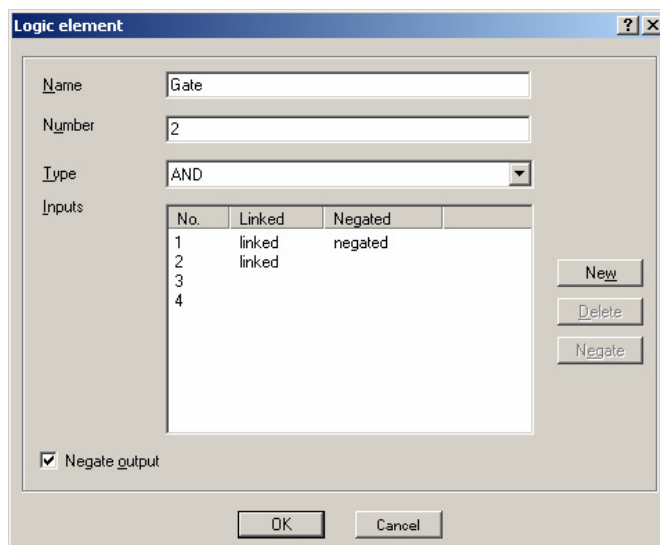 Logic element
Name Gate
Number 2
Type AND
Inputs
No. Linked Negated
1 linked negated
2 linked
3
4
New
Delete
Negate
Negate output
OK Cancel